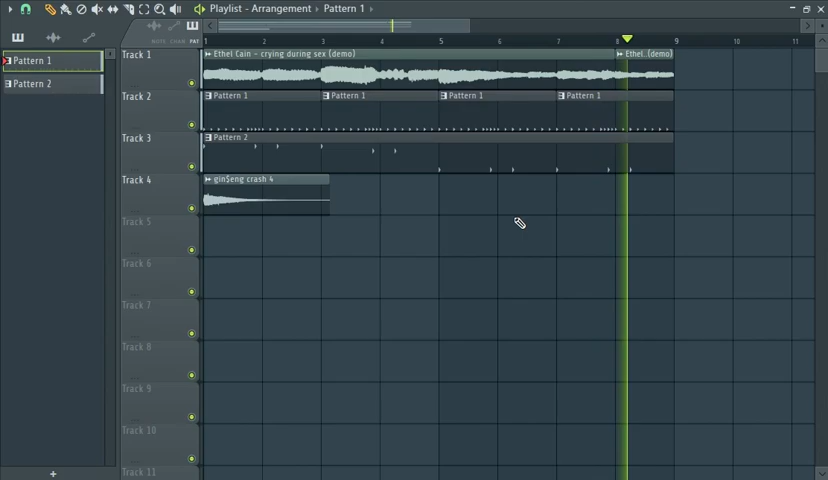 Playlist - Arrangement › Pattern 1 ›
NOTE CHAN PAT
1 2 3 4 5 6 7 8 9 10 11
Pattern 1
Pattern 2
Track 1
Ethel Cain - crying during sex (demo)
Ethel..(demo)
Track 2
Pattern 1
Pattern 1
Pattern 1
Pattern 1
Track 3
Pattern 2
Track 4
gin$eng crash 4
Track 5
Track 6
Track 7
Track 8
Track 9
Track 10
Track 11